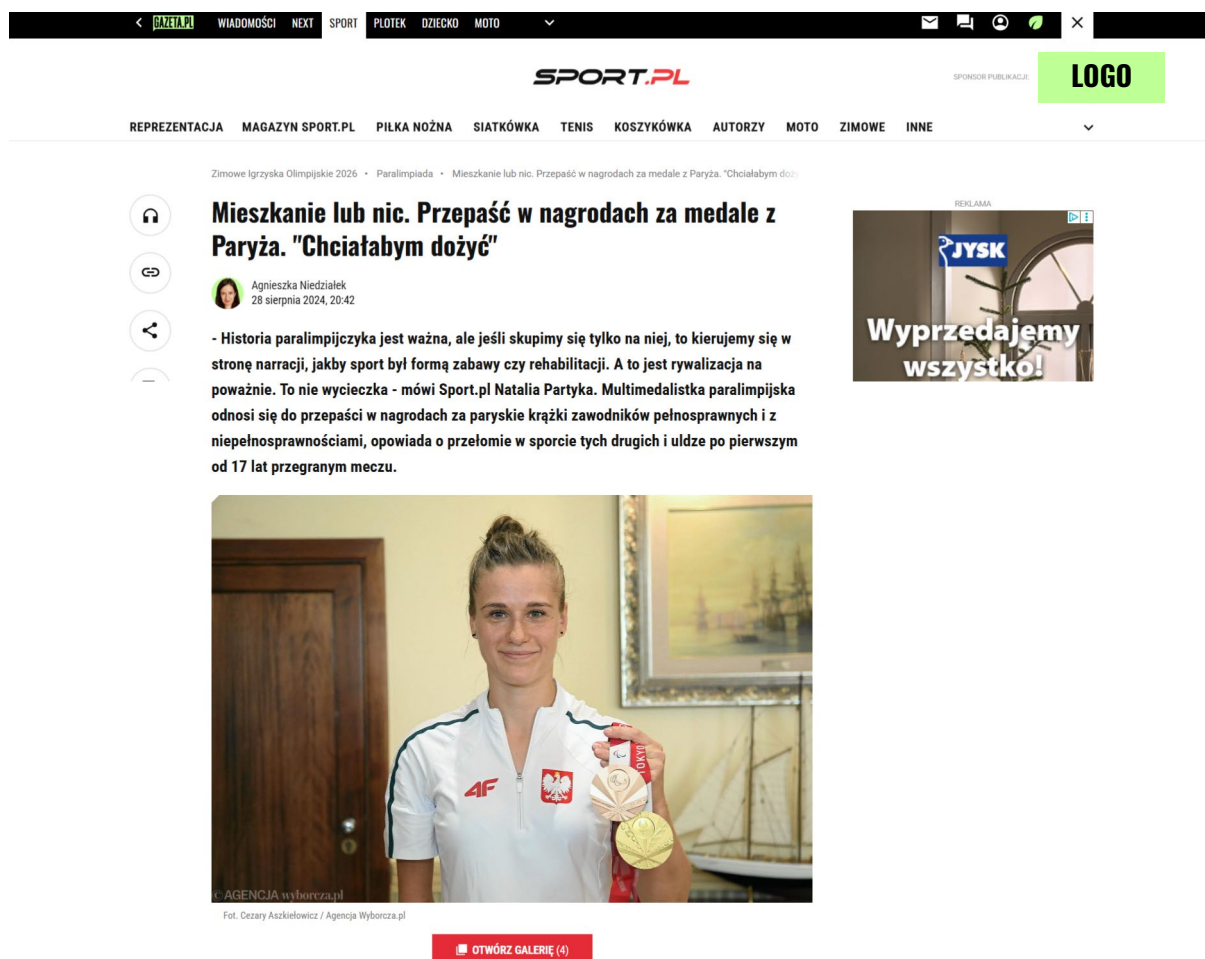 GAZETA.PL WIADOMOŚCI NEXT SPORT PLOTEK DZIECKO MOTO
SPORT.PL
SPONSOR PUBLIKACJI:
LOGO
REPREZENTACJA MAGAZYN SPORT.PL PIŁKA NOŻNA SIATKÓWKA TENIS KOSZYKÓWKA AUTORZY MOTO ZIMOWE INNE
Zimowe Igrzyska Olimpijskie 2026 • Paralimpiada • Mieszkanie lub nic. Przepaść w nagrodach za medale z Paryża. "Chciałabym doży
Mieszkanie lub nic. Przepaść w nagrodach za medale z
Paryża. "Chciałabym dożyć"
Agnieszka Niedziałek
28 sierpnia 2024, 20:42
- Historia paralimpijczyka jest ważna, ale jeśli skupimy się tylko na niej, to kierujemy się w
stronę narracji, jakby sport był formą zabawy czy rehabilitacji. A to jest rywalizacja na
poważnie. To nie wycieczka - mówi Sport.pl Natalia Partyka. Multimedalistka paralimpijska
odnosi się do przepaści w nagrodach za paryskie krążki zawodników pełnosprawnych i z
niepełnosprawnościami, opowiada o przełomie w sporcie tych drugich i uldze po pierwszym
od 17 lat przegranym meczu.
REKLAMA
JYSK
Wyprzedajemy
wszystko!
4F
TOKYO
©AGENCJA wyborcza.pl
Fot. Cezary Aszkiełowicz / Agencja Wyborcza.pl
OTWÓRZ GALERIĘ (4)